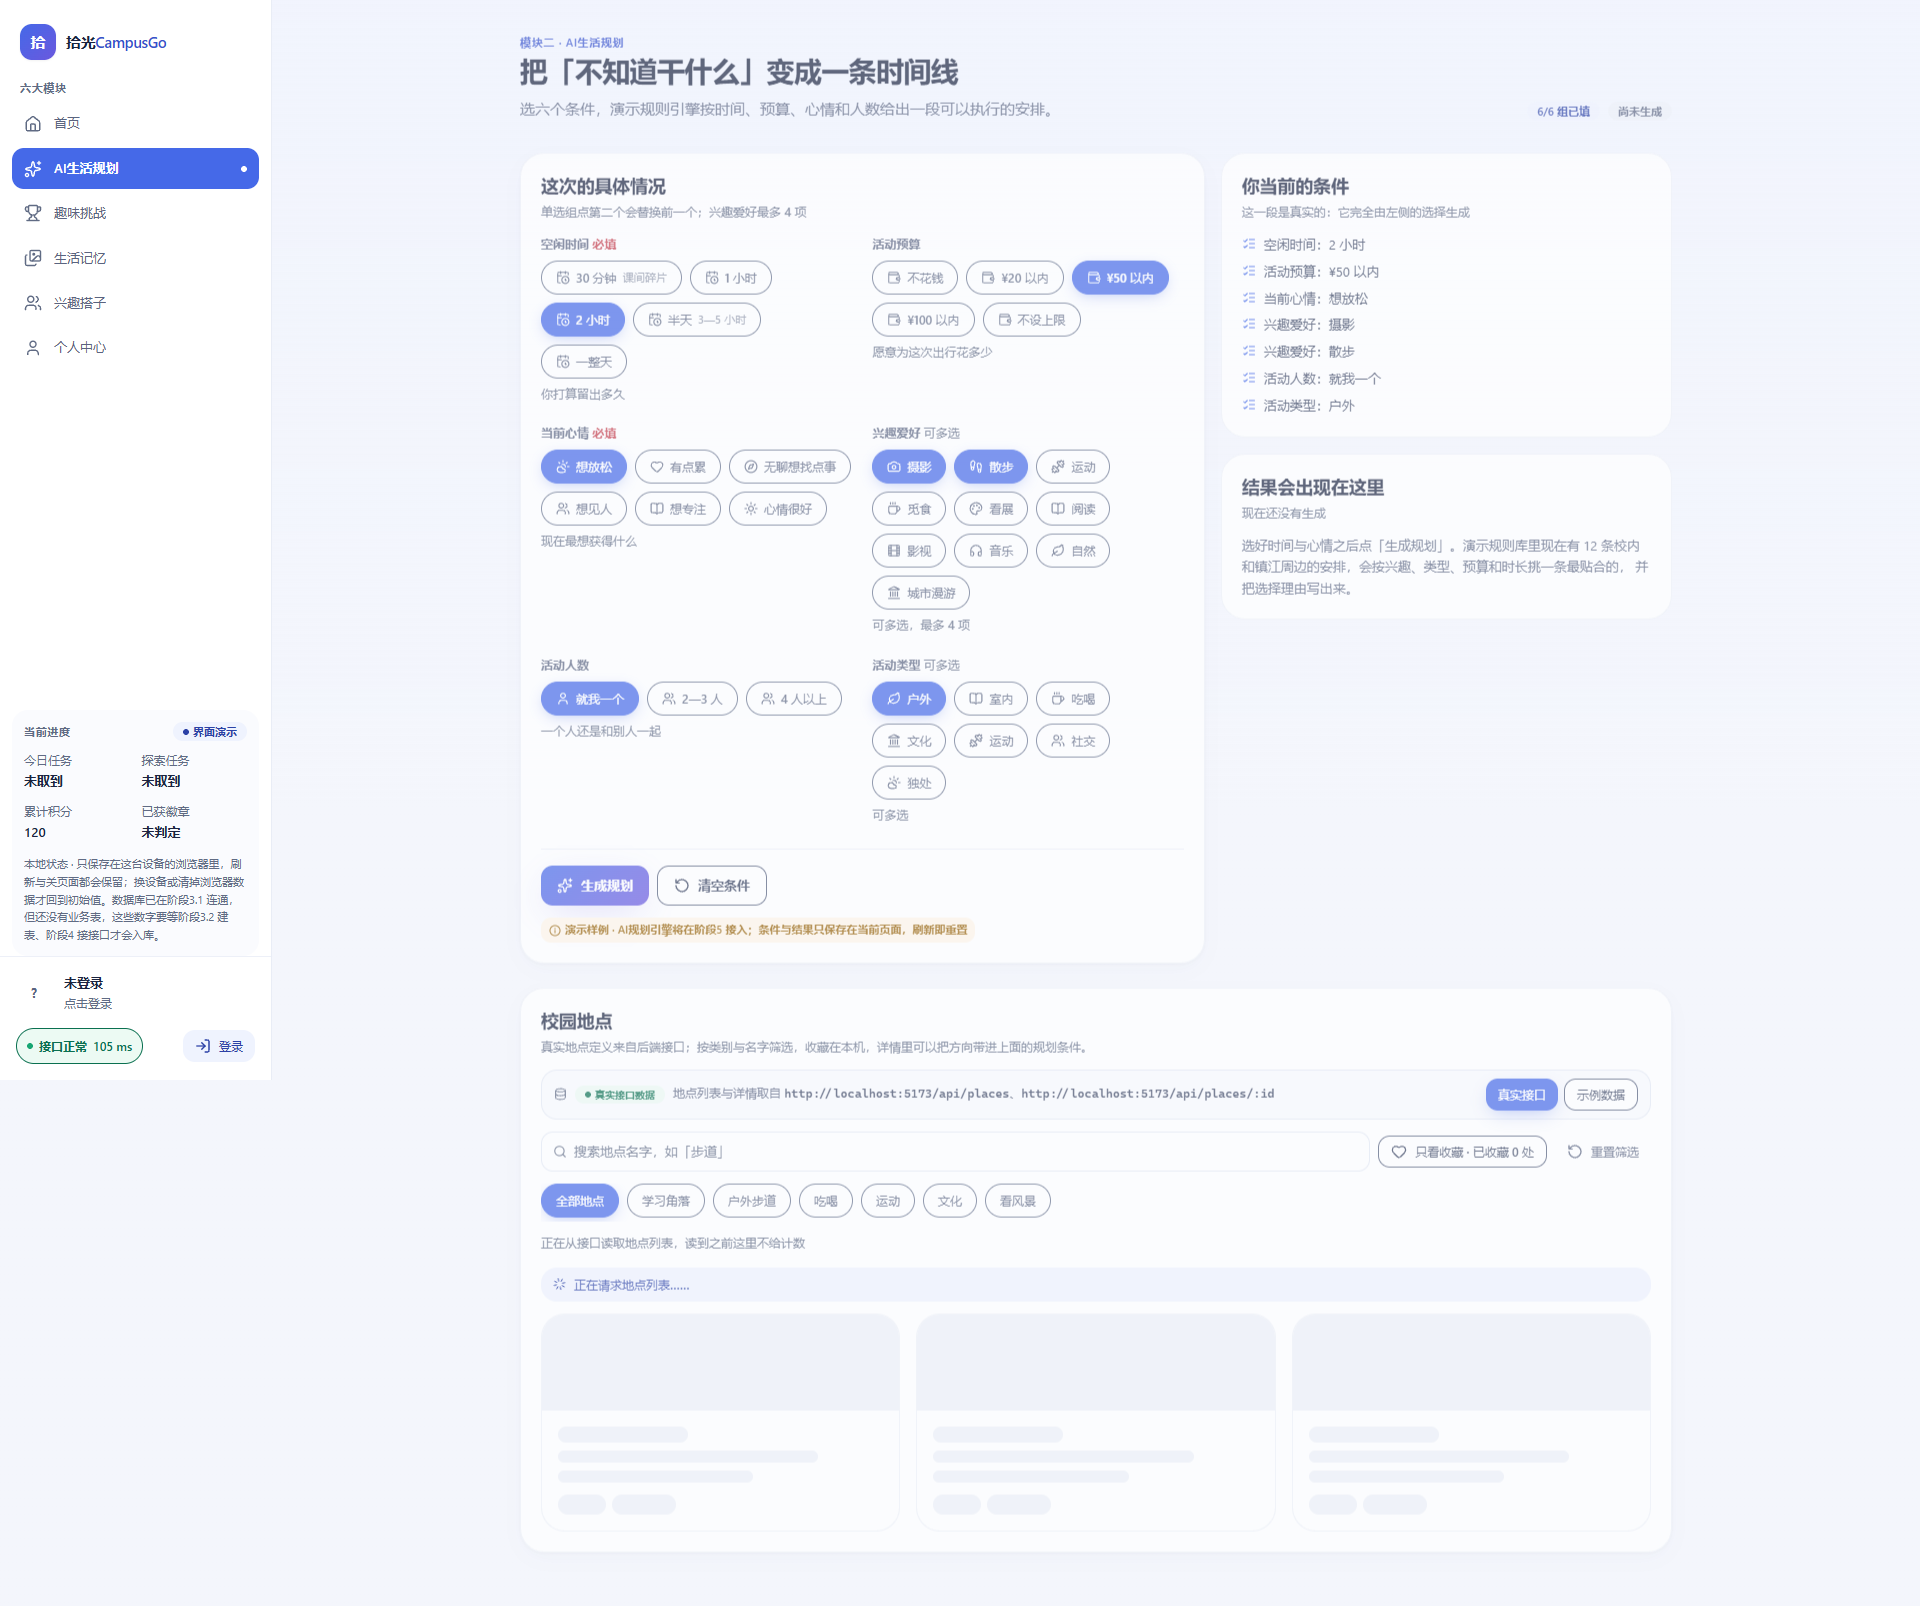 拾 拾光CampusGo
六大模块
首页
AI生活规划
趣味挑战
生活记忆
兴趣搭子
个人中心
当前进度 界面演示
今日任务 探索任务
未取到 未取到
累计积分 已获徽章
120 未判定
本地状态 · 只保存在这台设备的浏览器里，刷
新与关页面都会保留；换设备或清掉浏览器数
据才回到初始值。数据库已在阶段3.1 连通，
但还没有业务表，这些数字要等阶段3.2 建
表、阶段4 接接口才会入库。
? 未登录
点击登录
接口正常 105 ms 登录
模块二 · AI生活规划
把「不知道干什么」变成一条时间线
选六个条件，演示规则引擎按时间、预算、心情和人数给出一段可以执行的安排。
6/6 组已填 尚未生成
这次的具体情况
单选组点第二个会替换前一个；兴趣爱好最多 4 项
空闲时间 必填
30 分钟 课间碎片 1 小时
2 小时 半天 3—5 小时
一整天
你打算留出多久
活动预算
不花钱 ¥20 以内 ¥50 以内
¥100 以内 不设上限
愿意为这次出行花多少
当前心情 必填
想放松 有点累 无聊想找点事
想见人 想专注 心情很好
现在最想获得什么
兴趣爱好 可多选
摄影 散步 运动
觅食 看展 阅读
影视 音乐 自然
城市漫游
可多选，最多 4 项
活动人数
就我一个 2—3 人 4 人以上
一个人还是和别人一起
活动类型 可多选
户外 室内 吃喝
文化 运动 社交
独处
可多选
生成规划 清空条件
演示样例 · AI规划引擎将在阶段5 接入；条件与结果只保存在当前页面，刷新即重置
你当前的条件
这一段是真实的：它完全由左侧的选择生成
空闲时间：2 小时
活动预算：¥50 以内
当前心情：想放松
兴趣爱好：摄影
兴趣爱好：散步
活动人数：就我一个
活动类型：户外
结果会出现在这里
现在还没有生成
选好时间与心情之后点「生成规划」。演示规则库里现在有 12 条校内
和镇江周边的安排，会按兴趣、类型、预算和时长挑一条最贴合的， 并
把选择理由写出来。
校园地点
真实地点定义来自后端接口；按类别与名字筛选，收藏在本机，详情里可以把方向带进上面的规划条件。
真实接口数据 地点列表与详情取自 http://localhost:5173/api/places、http://localhost:5173/api/places/:id 真实接口 示例数据
搜索地点名字，如「步道」 只看收藏 · 已收藏 0 处 重置筛选
全部地点 学习角落 户外步道 吃喝 运动 文化 看风景
正在从接口读取地点列表，读到之前这里不给计数
正在请求地点列表……